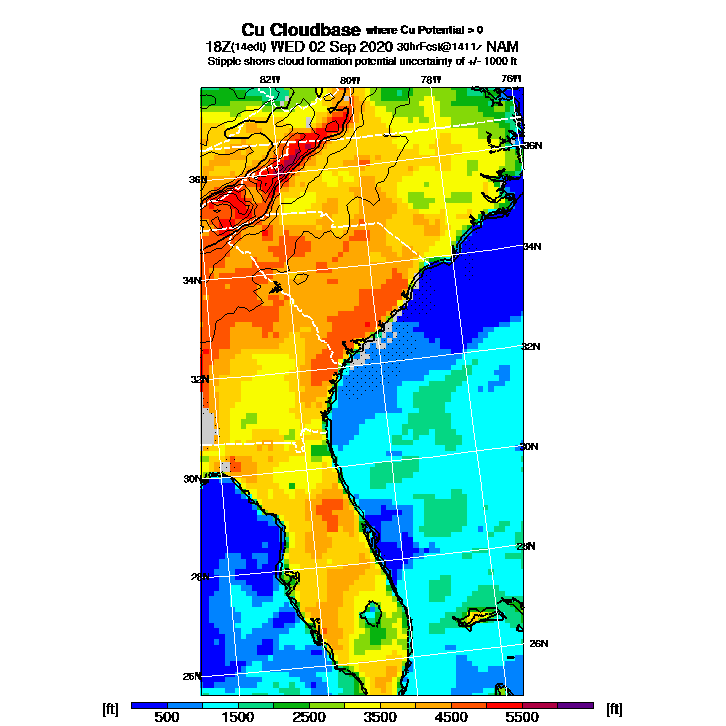 Cu Cloudbase where Cu Potential > 0
18Z(14edt) WED 02 Sep 2020 30hrFcst@1411z NAM
Stipple shows cloud formation potential uncertainty of +/- 1000 ft
82W 80W 78W 76W
36N
36N
34N
34N
32N
32N
30N
30N
28N
28N
26N
26N
[ft] 500 1500 2500 3500 4500 5500 [ft]